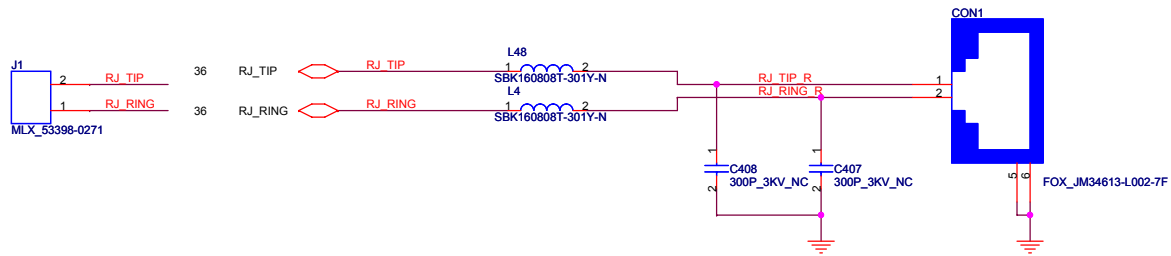 CON1
J1
2
RJ_TIP
1
RJ_RING
MLX_53398-0271
36
RJ_TIP
36
RJ_RING
RJ_TIP
RJ_RING
L48
1
2
SBK160808T-301Y-N
L4
1
2
SBK160808T-301Y-N
RJ_TIP_R
RJ_RING_R
1
2
1
C408
300P_3KV_NC
2
1
C407
300P_3KV_NC
2
5
6
FOX_JM34613-L002-7F